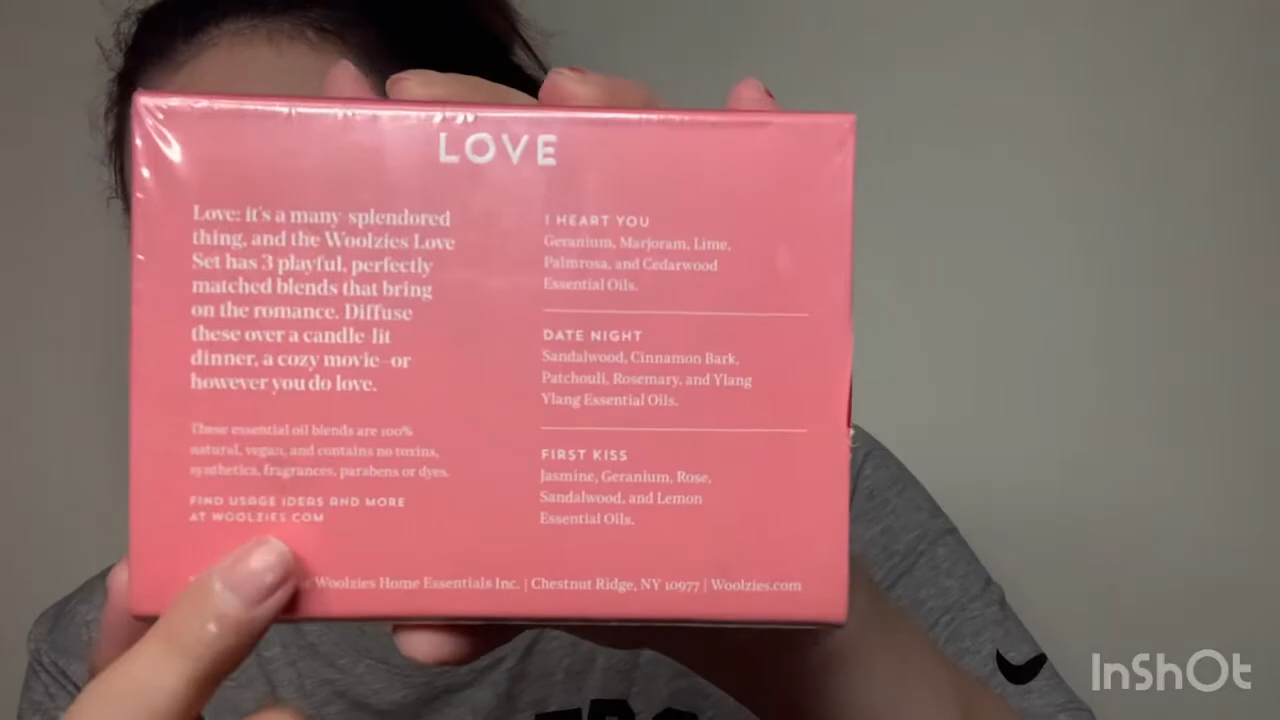 LOVE
Love: it's a many-splendored
thing, and the Woolzies Love
Set has 3 playful, perfectly
matched blends that bring
on the romance. Diffuse
these over a candle-lit
dinner, a cozy movie—or
however you do love.
These essential oil blends are 100%
natural, vegan, and contains no toxins,
synthetics, fragrances, parabens or dyes.
FIND USAGE IDEAS AND MORE
AT WOOLZIES.COM
I HEART YOU
Geranium, Marjoram, Lime,
Palmrosa, and Cedarwood
Essential Oils.
DATE NIGHT
Sandalwood, Cinnamon Bark,
Patchouli, Rosemary, and Ylang
Ylang Essential Oils.
FIRST KISS
Jasmine, Geranium, Rose,
Sandalwood, and Lemon
Essential Oils.
Woolzies Home Essentials Inc. | Chestnut Ridge, NY 10977 | Woolzies.com
InShOt